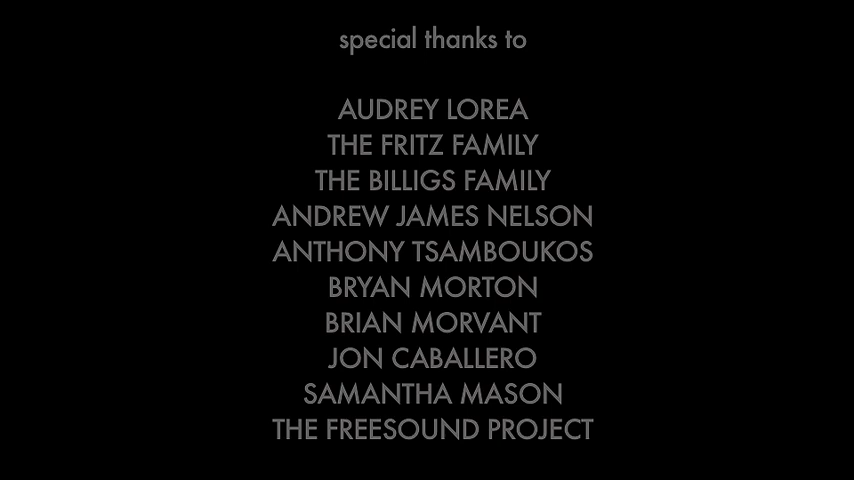 special thanks to
AUDREY LOREA
THE FRITZ FAMILY
THE BILLIGS FAMILY
ANDREW JAMES NELSON
ANTHONY TSAMBOUKOS
BRYAN MORTON
BRIAN MORVANT
JON CABALLERO
SAMANTHA MASON
THE FREESOUND PROJECT